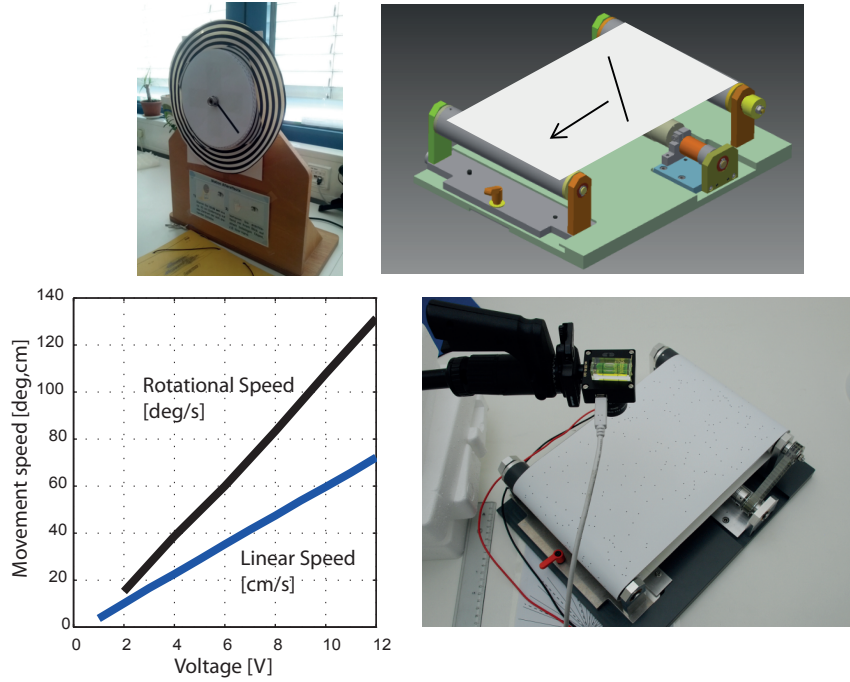 140
120
100
80
60
40
20
0
Movement speed [deg,cm]
Rotational Speed
[deg/s]
Linear Speed
[cm/s]
0 2 4 6 8 10 12
Voltage [V]